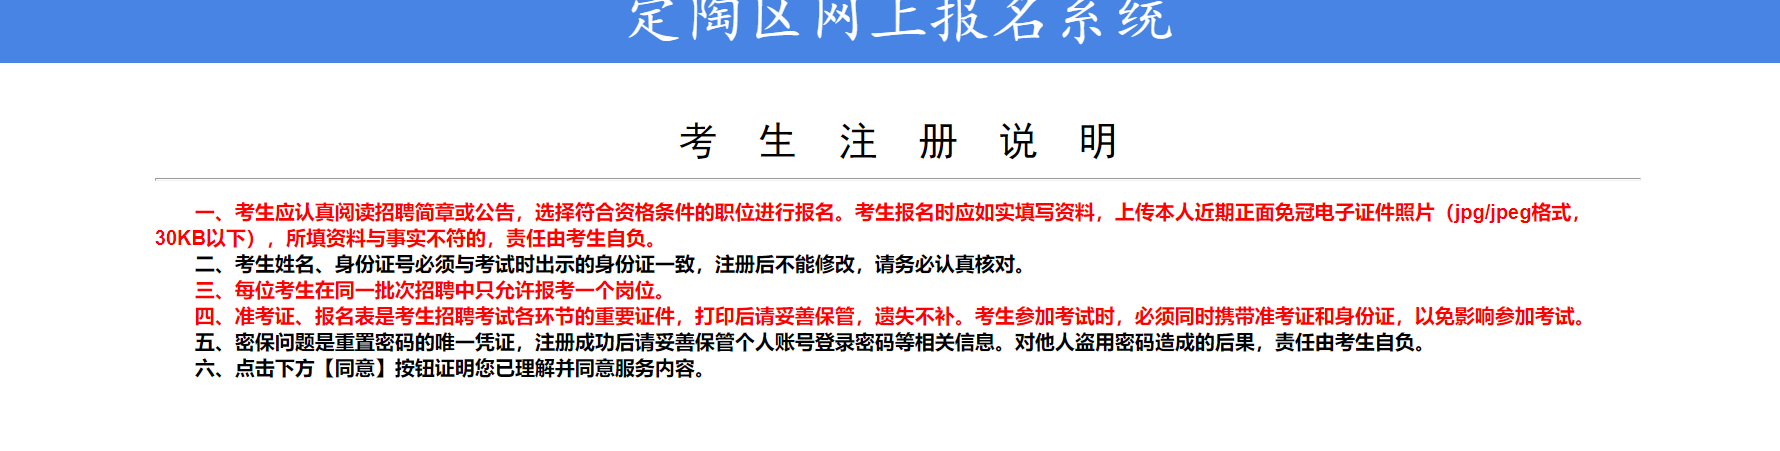 定陶区网上报名系统
考生注册说明
一、考生应认真阅读招聘简章或公告，选择符合资格条件的职位进行报名。考生报名时应如实填写资料，上传本人近期正面免冠电子证件照片（jpg/jpeg格式，
30KB以下），所填资料与事实不符的，责任由考生自负。
二、考生姓名、身份证号必须与考试时出示的身份证一致，注册后不能修改，请务必认真核对。
三、每位考生在同一批次招聘中只允许报考一个岗位。
四、准考证、报名表是考生招聘考试各环节的重要证件，打印后请妥善保管，遗失不补。考生参加考试时，必须同时携带准考证和身份证，以免影响参加考试。
五、密保问题是重置密码的唯一凭证，注册成功后请妥善保管个人账号登录密码等相关信息。对他人盗用密码造成的后果，责任由考生自负。
六、点击下方【同意】按钮证明您已理解并同意服务内容。